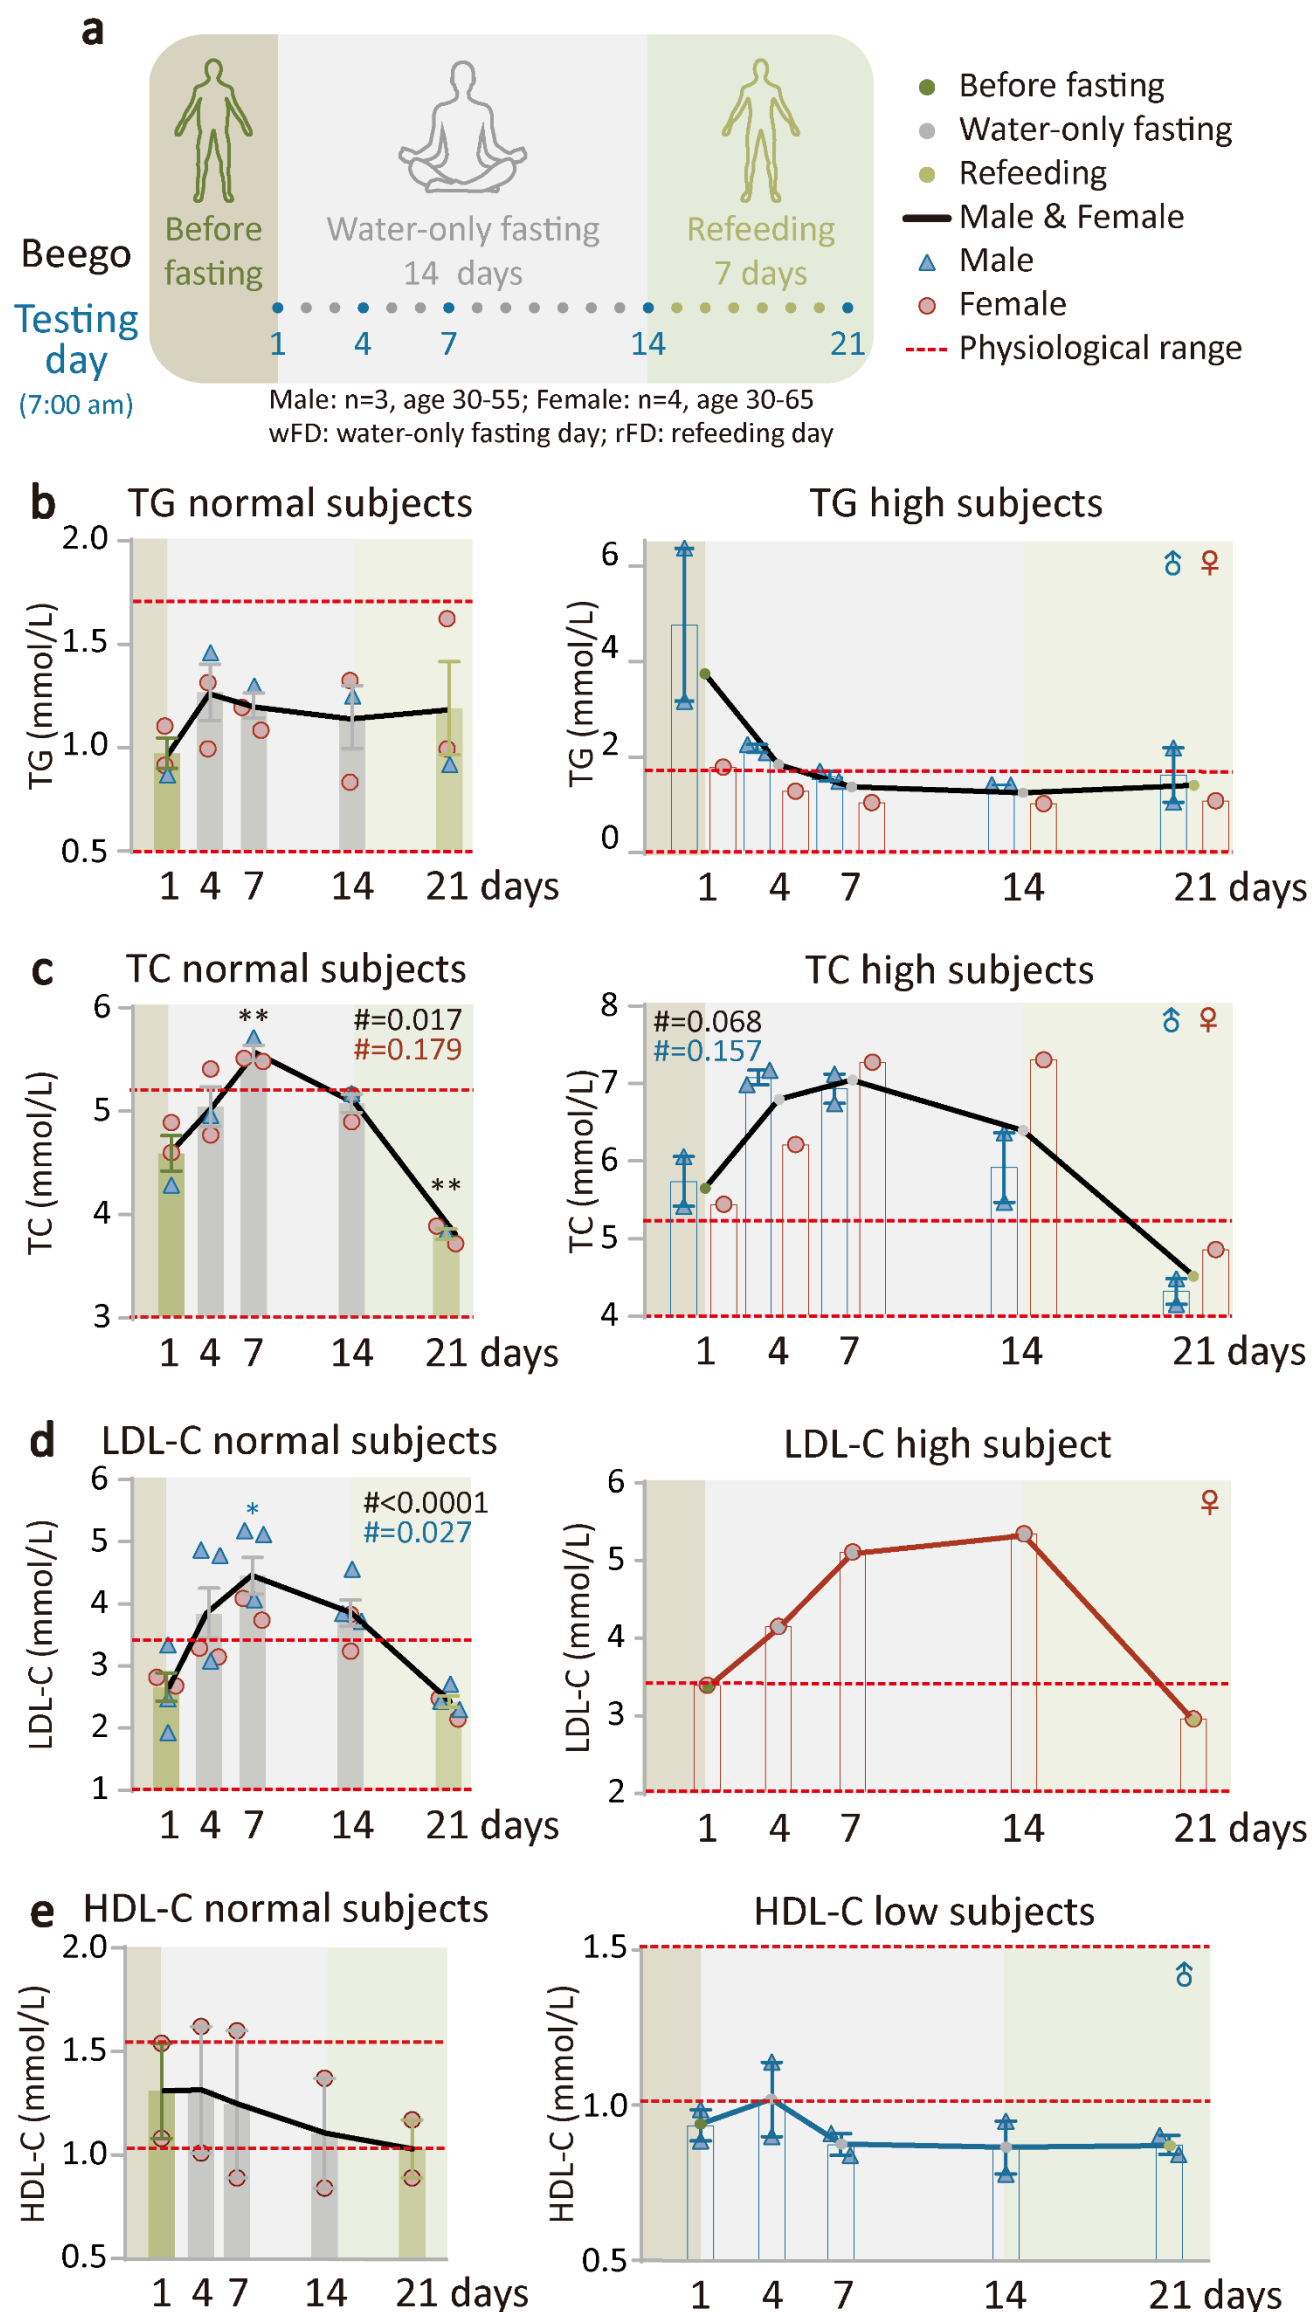 a
Before fasting
Water-only fasting
Refeeding
Male & Female
Male
Female
Physiological range
Beego
Before
fasting
Water-only fasting
14 days
Refeeding
7 days
Testing
day
(7:00 am)
1 4 7 14 21
Male: n=3, age 30-55; Female: n=4, age 30-65
wFD: water-only fasting day; rFD: refeeding day
b
TG normal subjects
TG (mmol/L)
2.0
1.5
1.0
0.5
1 4 7 14 21 days
TG high subjects
♂ ♀
TG (mmol/L)
6
4
2
0
1 4 7 14 21 days
c
TC normal subjects
TC (mmol/L)
6
5
4
3
**
#=0.017
#=0.179
**
1 4 7 14 21 days
TC high subjects
#=0.068
#=0.157
♂ ♀
TC (mmol/L)
8
7
6
5
4
1 4 7 14 21 days
d
LDL-C normal subjects
LDL-C (mmol/L)
6
5
4
3
2
1
*
#<0.0001
#=0.027
1 4 7 14 21 days
LDL-C high subject
♀
LDL-C (mmol/L)
6
5
4
3
2
1 4 7 14 21 days
e
HDL-C normal subjects
HDL-C (mmol/L)
2.0
1.5
1.0
0.5
1 4 7 14 21 days
HDL-C low subjects
♂
HDL-C (mmol/L)
1.5
1.0
0.5
1 4 7 14 21 days